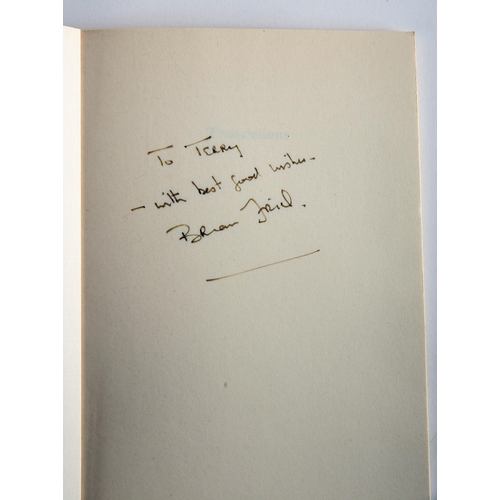 To Terry
- with best good wishes -
Brian Friel.